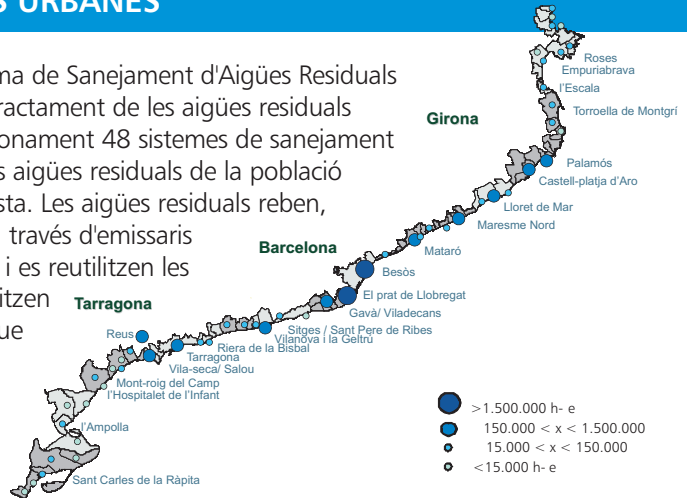 S URBANES
ma de Sanejament d'Aigües Residuals
ractament de les aigües residuals
onament 48 sistemes de sanejament
s aigües residuals de la població
sta. Les aigües residuals reben,
través d'emissaris
i es reutilitzen les
itzen
ue
Girona
Barcelona
Tarragona
Roses
Empuriabrava
l'Escala
Torroella de Montgrí
Palamós
Castell-platja d'Aro
Lloret de Mar
Maresme Nord
Mataró
Besòs
El prat de Llobregat
Gavà/ Viladecans
Sitges / Sant Pere de Ribes
Vilanova i la Geltrú
Riera de la Bisbal
Reus
Tarragona
Vila-seca/ Salou
Mont-roig del Camp
l'Hospitalet de l'Infant
l'Ampolla
Sant Carles de la Ràpita
>1.500.000 h- e
150.000 < x < 1.500.000
15.000 < x < 150.000
<15.000 h- e